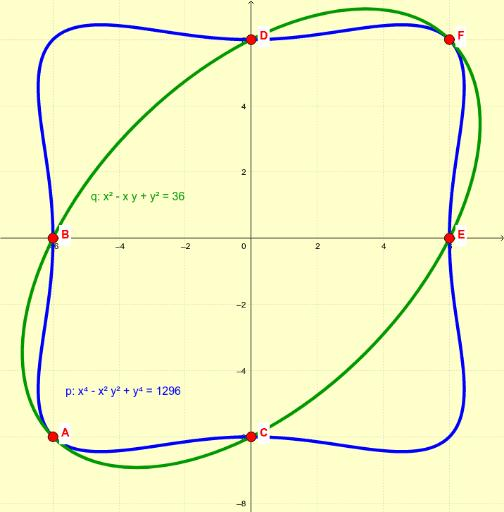 D
F
4
2
q: x² - x y + y² = 36
B
E
-6
−4
−2
0
2
4
−2
−4
p: x⁴ - x² y² + y⁴ = 1296
A
C
−8